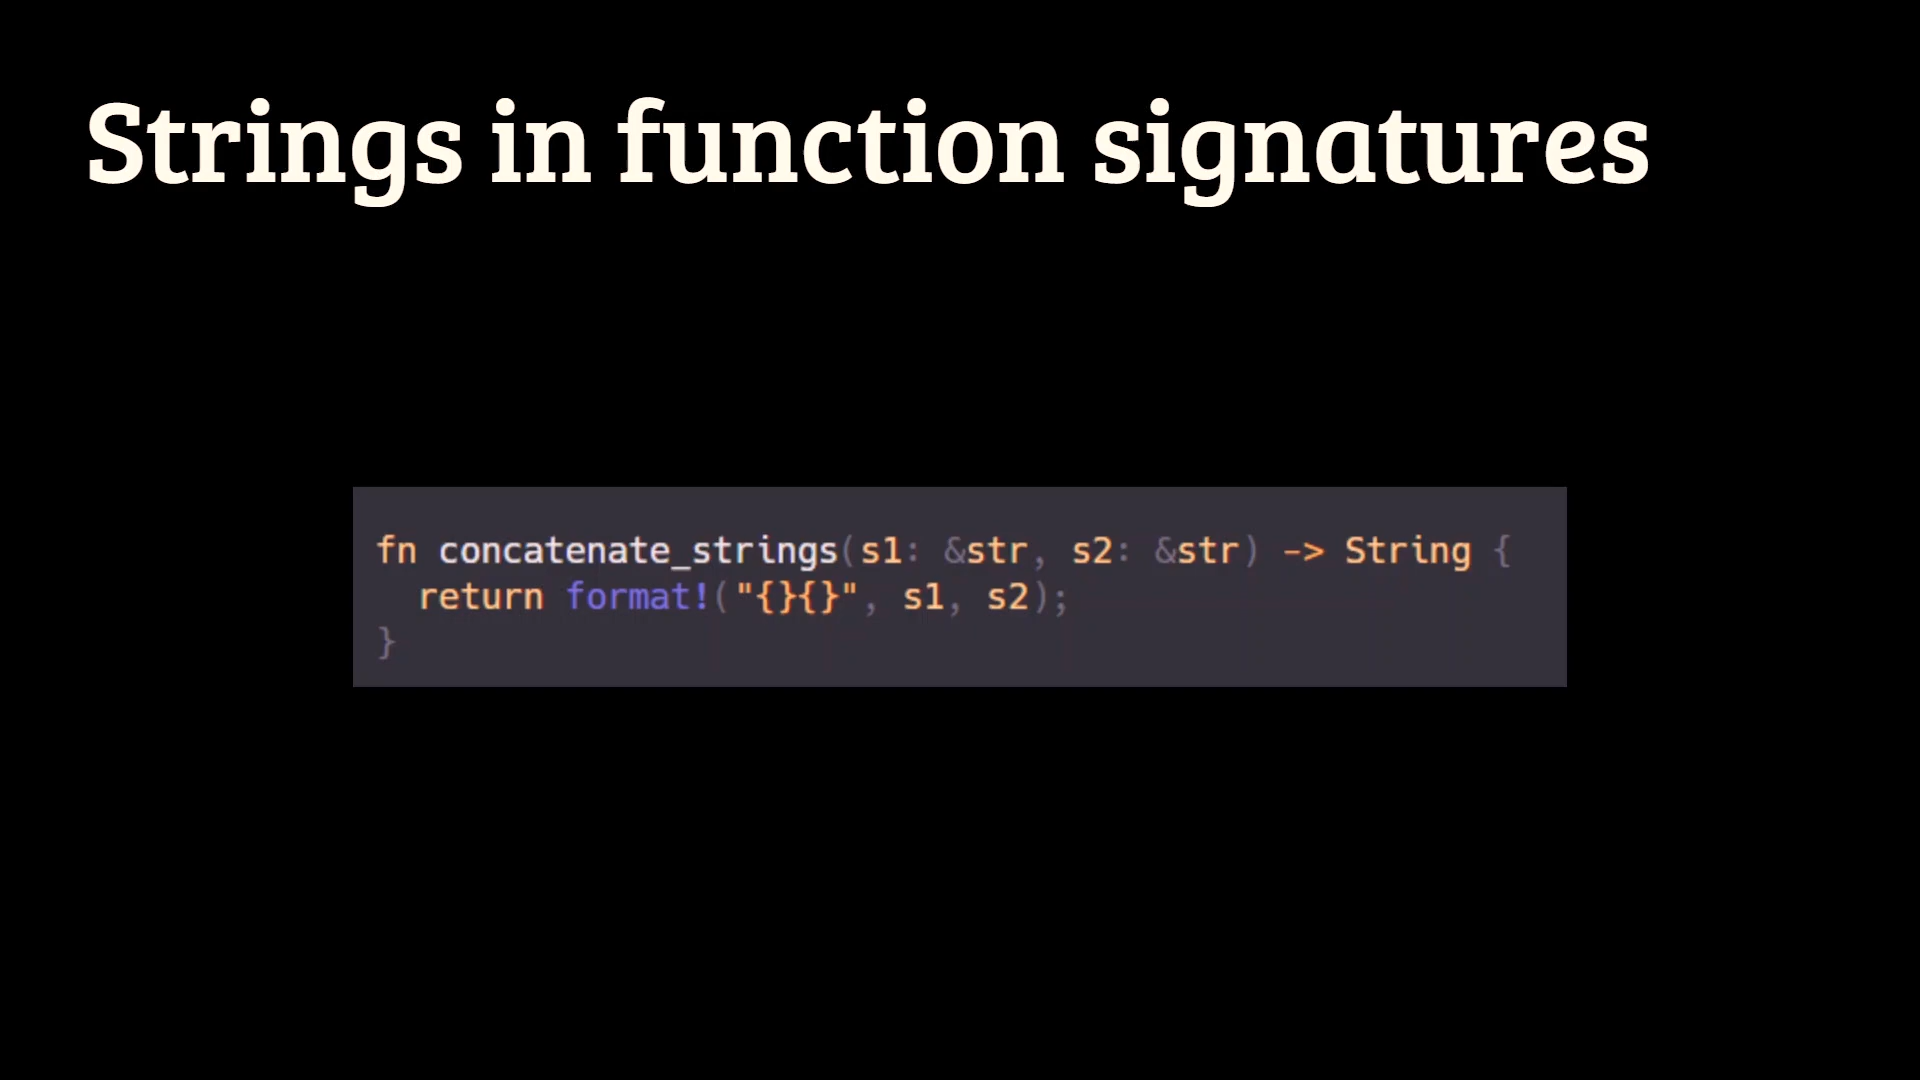 Strings in function signatures
fn concatenate_strings(s1: &str, s2: &str) -> String {
  return format!("{}{}", s1, s2);
}